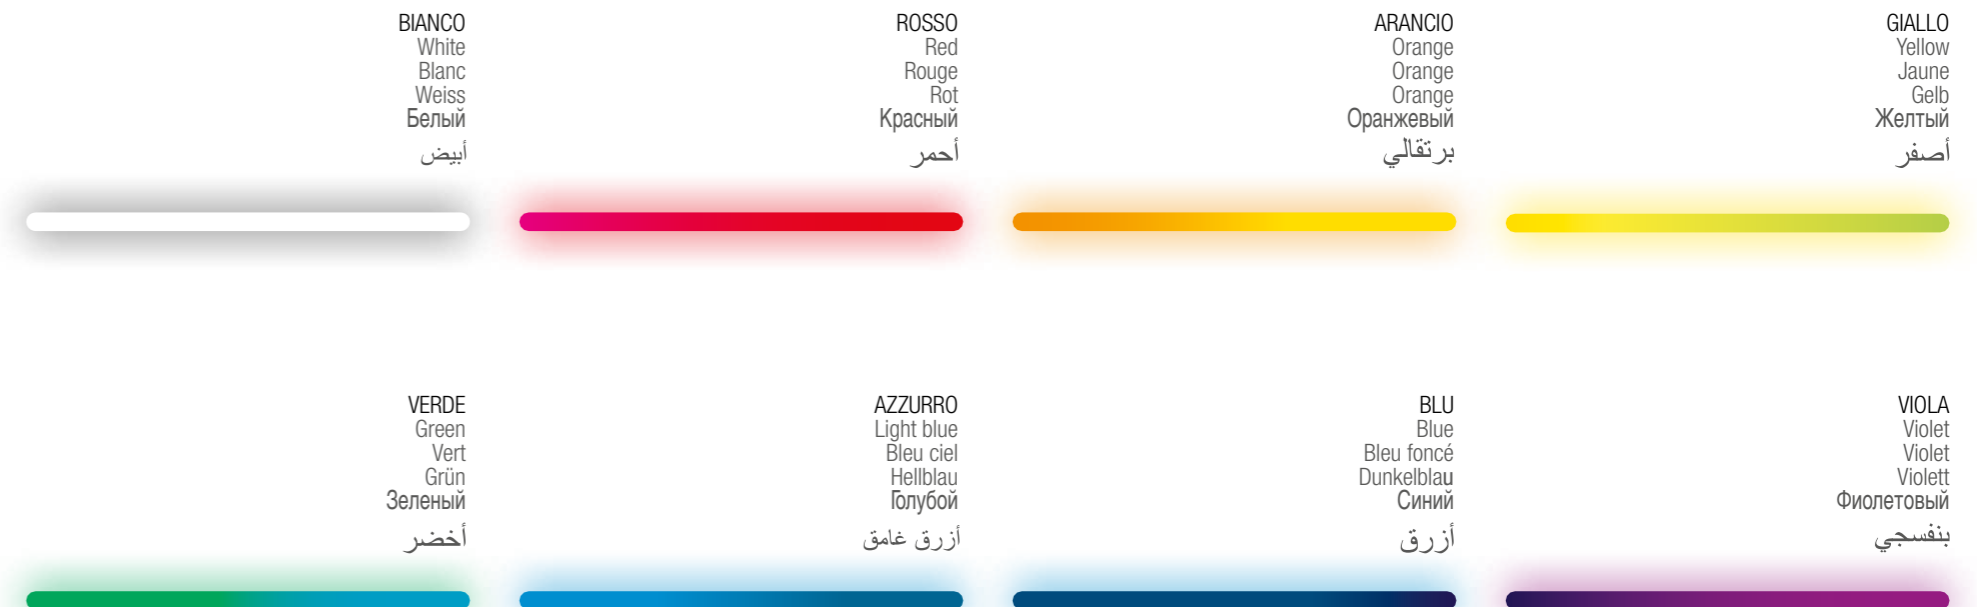 BIANCO
White
Blanc
Weiss
Белый
أبيض
ROSSO
Red
Rouge
Rot
Красный
أحمر
ARANCIO
Orange
Orange
Orange
Оранжевый
برتقالي
GIALLO
Yellow
Jaune
Gelb
Желтый
أصفر
VERDE
Green
Vert
Grün
Зеленый
أخضر
AZZURRO
Light blue
Bleu ciel
Hellblau
Голубой
أزرق غامق
BLU
Blue
Bleu foncé
Dunkelblau
Синий
أزرق
VIOLA
Violet
Violet
Violett
Фиолетовый
بنفسجي